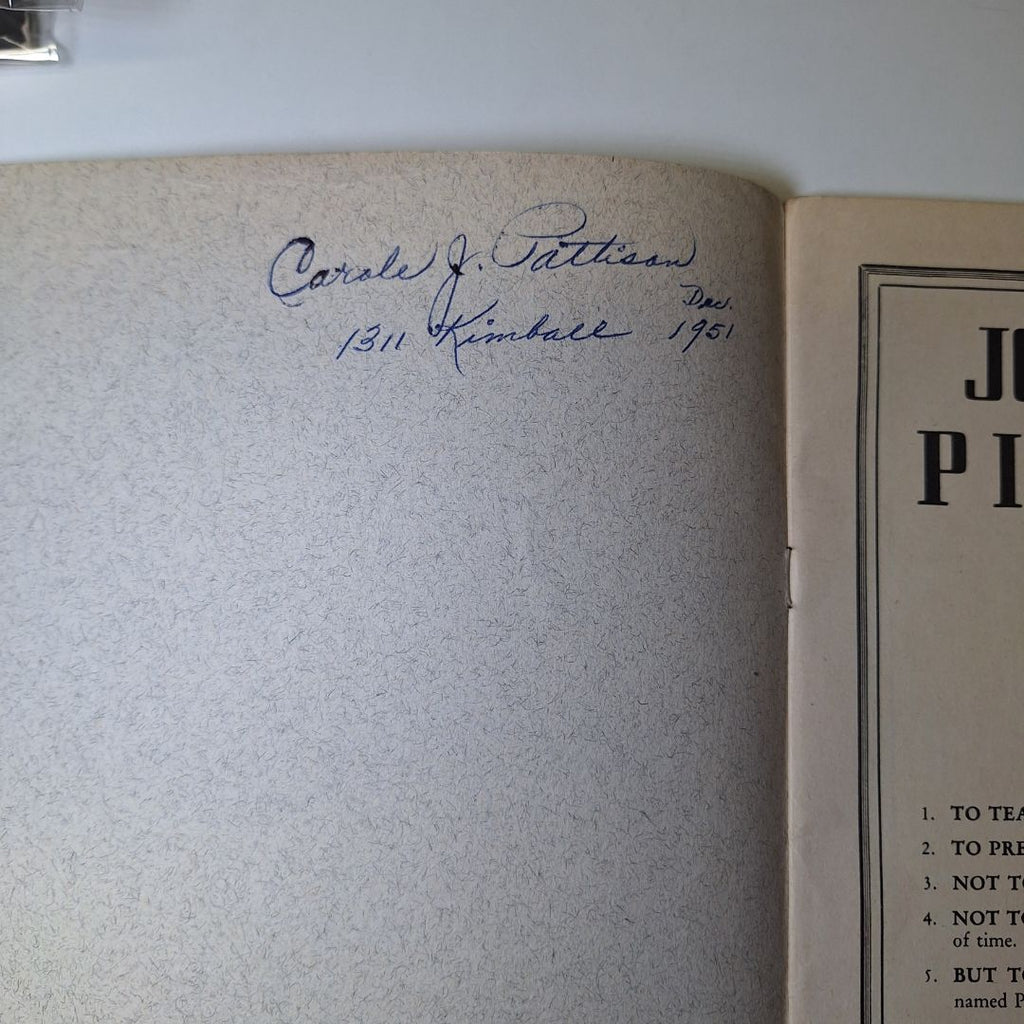 Carole J. Pattison
Dec.
1311 Kimball 1951
JO
PI
1. TO TEA
2. TO PRE
3. NOT TO
4. NOT TO
of time.
5. BUT TO
named P